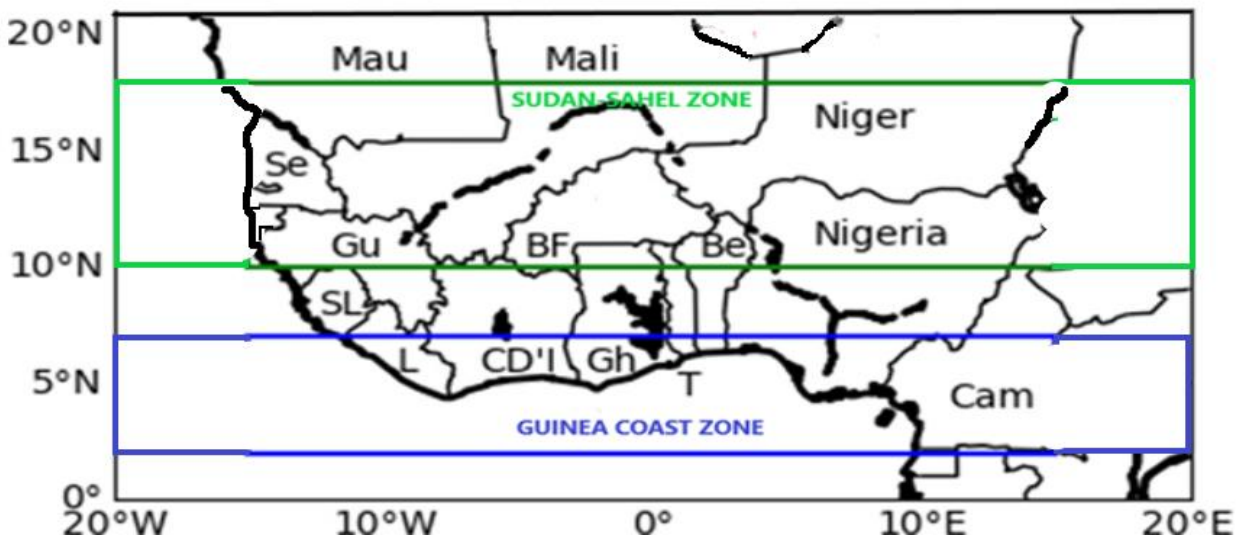 20°N
Mau Mali
SUDAN-SAHEL ZONE
Niger
15°N
Se
Gu BF Be Nigeria
10°N
SL
L CD'I Gh
5°N
T
Cam
GUINEA COAST ZONE
0°
20°W 10°W 0° 10°E 20°E